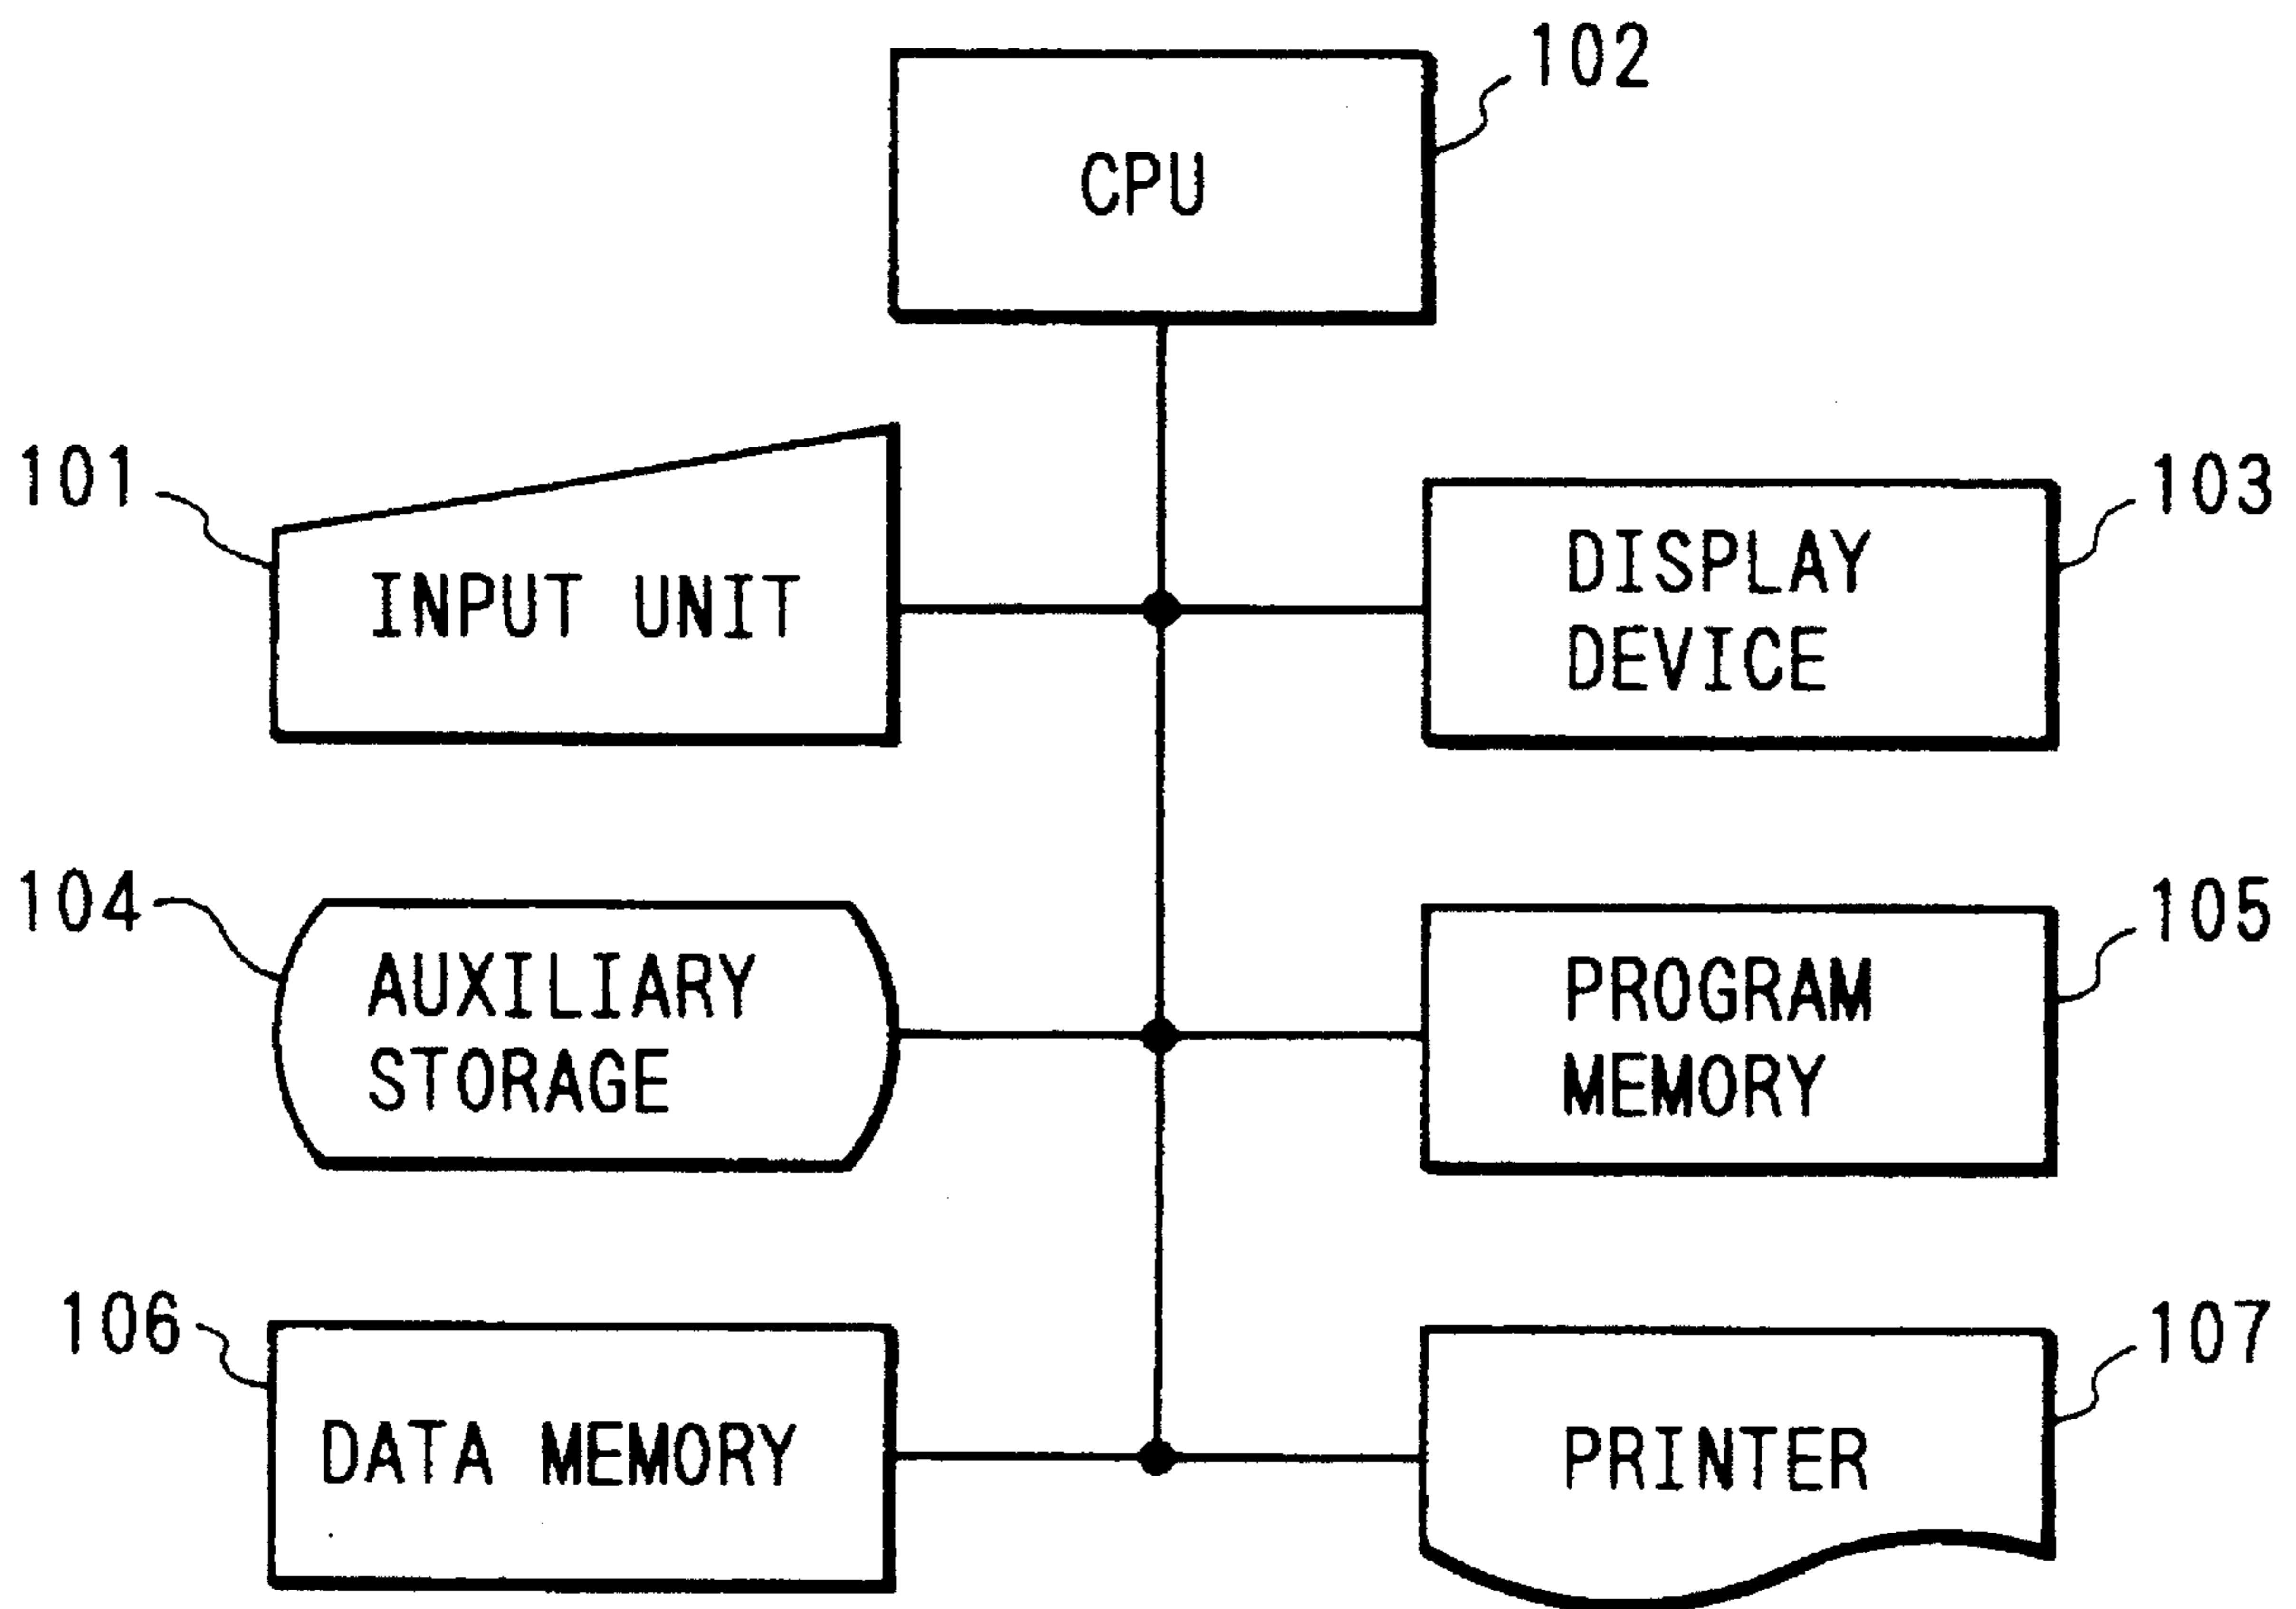 102
CPU
101
INPUT UNIT
103
DISPLAY
DEVICE
104
AUXILIARY
STORAGE
105
PROGRAM
MEMORY
106
DATA MEMORY
107
PRINTER